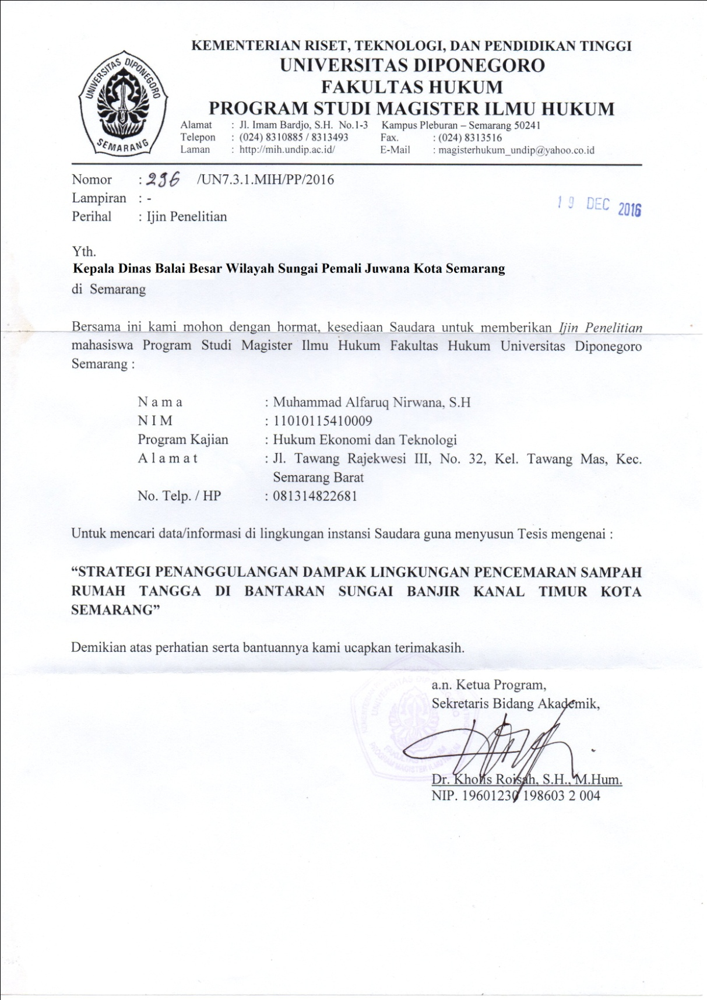 UNIVERSITAS DIPONEGORO
SEMARANG
KEMENTERIAN RISET, TEKNOLOGI, DAN PENDIDIKAN TINGGI
UNIVERSITAS DIPONEGORO
FAKULTAS HUKUM
PROGRAM STUDI MAGISTER ILMU HUKUM
Alamat : Jl. Imam Bardjo, S.H. No.1-3 Kampus Pleburan – Semarang 50241
Telepon : (024) 8310885 / 8313493 Fax. : (024) 8313516
Laman : http://mih.undip.ac.id/ E-Mail : magisterhukum_undip@yahoo.co.id
Nomor : 296 /UN7.3.1.MIH/PP/2016
Lampiran : -
19 DEC 2016
Perihal : Ijin Penelitian
Yth.
Kepala Dinas Balai Besar Wilayah Sungai Pemali Juwana Kota Semarang
di Semarang
Bersama ini kami mohon dengan hormat, kesediaan Saudara untuk memberikan Ijin Penelitian
mahasiswa Program Studi Magister Ilmu Hukum Fakultas Hukum Universitas Diponegoro
Semarang :
N a m a : Muhammad Alfaruq Nirwana, S.H
N I M : 11010115410009
Program Kajian : Hukum Ekonomi dan Teknologi
A l a m a t : Jl. Tawang Rajekwesi III, No. 32, Kel. Tawang Mas, Kec.
Semarang Barat
No. Telp. / HP : 081314822681
Untuk mencari data/informasi di lingkungan instansi Saudara guna menyusun Tesis mengenai :
“STRATEGI PENANGGULANGAN DAMPAK LINGKUNGAN PENCEMARAN SAMPAH
RUMAH TANGGA DI BANTARAN SUNGAI BANJIR KANAL TIMUR KOTA
SEMARANG”
Demikian atas perhatian serta bantuannya kami ucapkan terimakasih.
a.n. Ketua Program,
Sekretaris Bidang Akademik,
UNIVERSITAS DIPONEGORO
FAKULTAS HUKUM
PROGRAM MAGISTER ILMU HUKUM
Dr. Kholis Roisah, S.H., M.Hum.
NIP. 19601230 198603 2 004